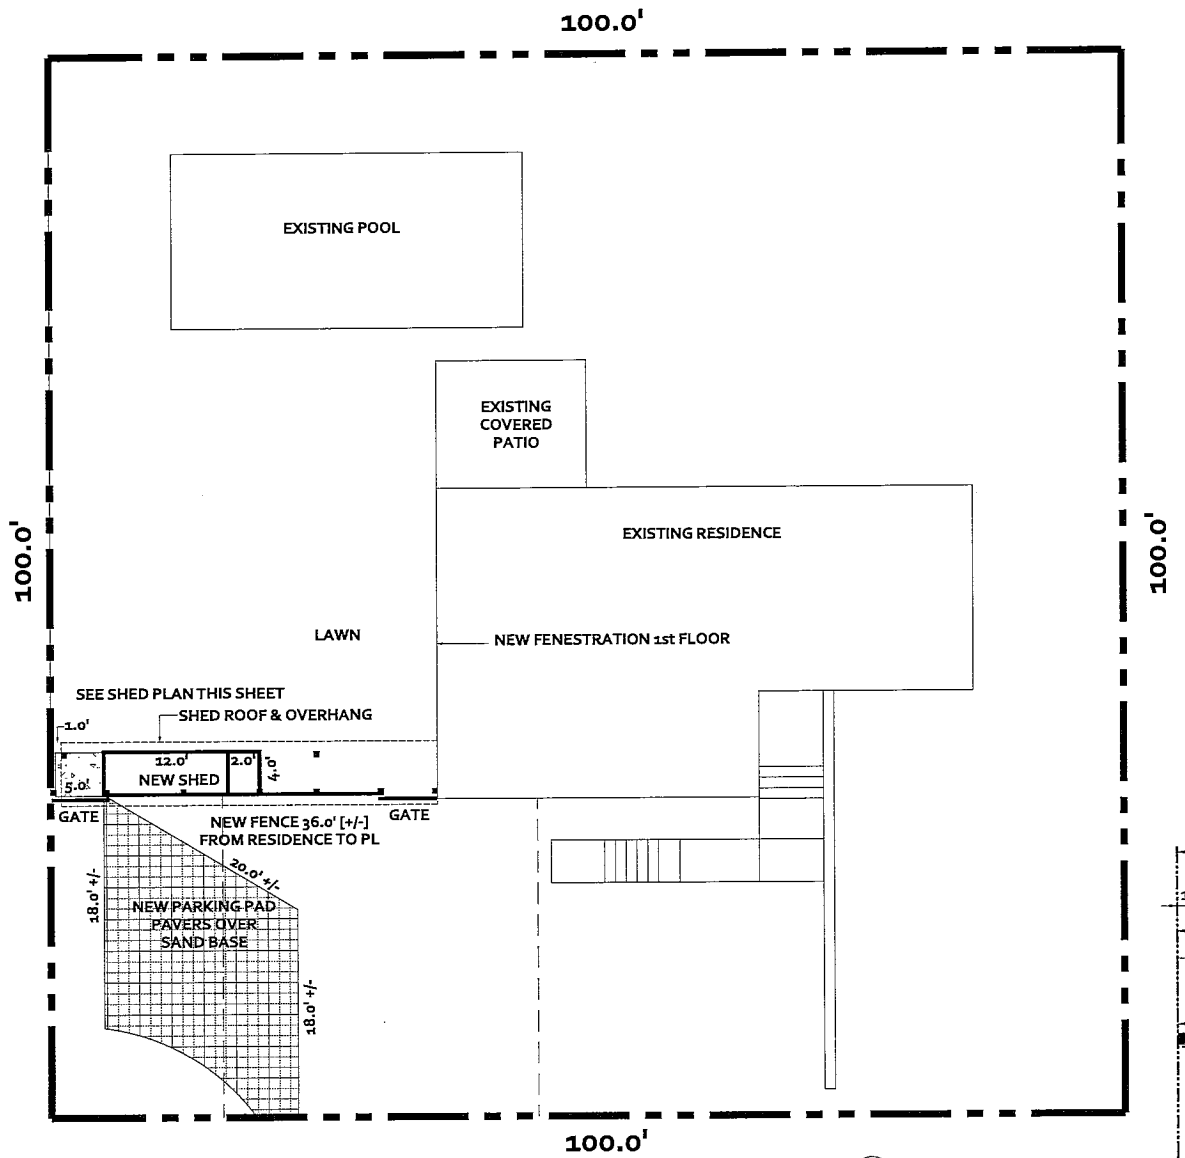 100.0'
EXISTING POOL
EXISTING
COVERED
PATIO
100.0'
100.0'
EXISTING RESIDENCE
LAWN
NEW FENESTRATION 1st FLOOR
SEE SHED PLAN THIS SHEET
SHED ROOF & OVERHANG
1.0'
12.0'
2.0'
4.0'
NEW SHED
5.0'
GATE
NEW FENCE 36.0' [+/-]
FROM RESIDENCE TO PL
GATE
20.0' +/-
18.0' +/-
NEW PARKING PAD
PAVERS OVER
SAND BASE
18.0' +/-
100.0'